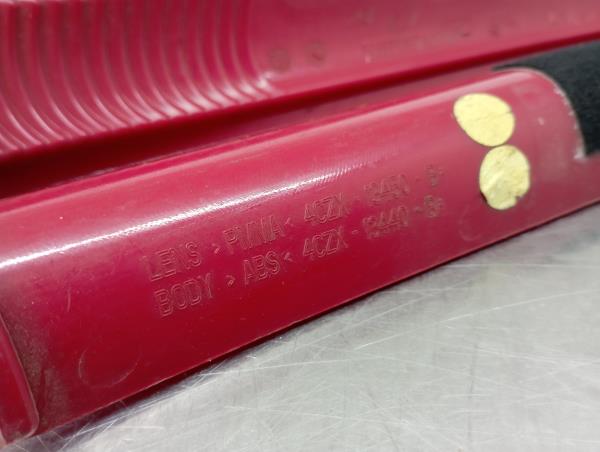 LENS >PMMA< 4CZX - 13450 - B
BODY >ABS< 4CZX - 13440 - B